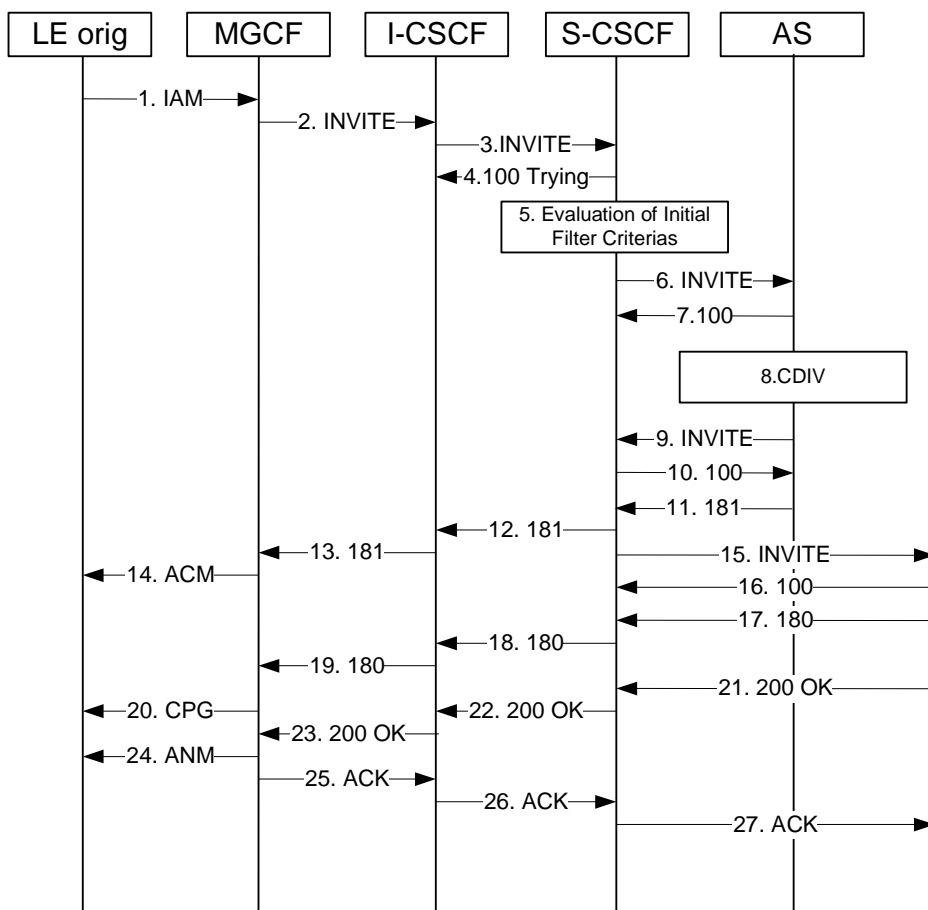 LE orig
MGCF
I-CSCF
S-CSCF
AS
1. IAM
2. INVITE
3.INVITE
4.100 Trying
5. Evaluation of Initial
Filter Criterias
6. INVITE
7.100
8.CDIV
9. INVITE
10. 100
11. 181
12. 181
13. 181
14. ACM
15. INVITE
16. 100
17. 180
18. 180
19. 180
20. CPG
21. 200 OK
22. 200 OK
23. 200 OK
24. ANM
25. ACK
26. ACK
27. ACK